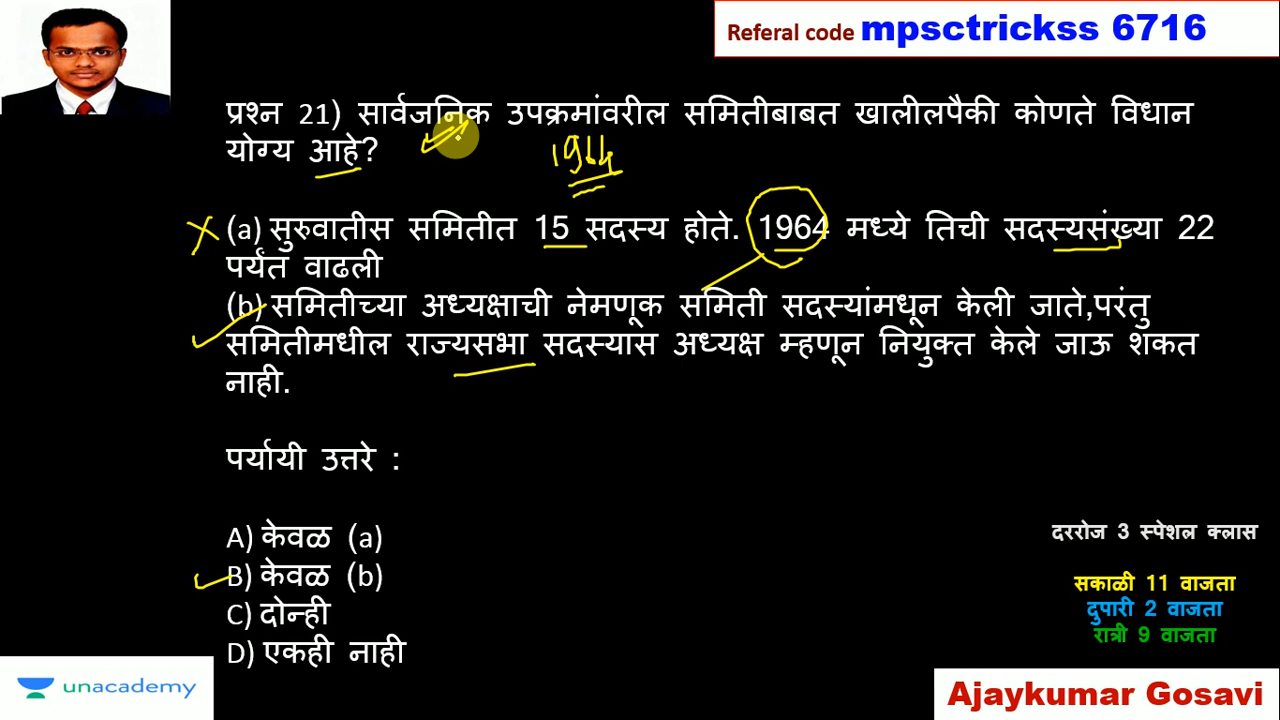 Referal code mpsctrickss 6716
प्रश्न 21) सार्वजनिक उपक्रमांवरील समितीबाबत खालीलपैकी कोणते विधान
योग्य आहे?
1964
(a) सुरुवातीस समितीत 15 सदस्य होते. 1964 मध्ये तिची सदस्यसंख्या 22
पर्यंत वाढली
(b) समितीच्या अध्यक्षाची नेमणूक समिती सदस्यांमधून केली जाते,परंतु
समितीमधील राज्यसभा सदस्यास अध्यक्ष म्हणून नियुक्त केले जाऊ शकत
नाही.
पर्यायी उत्तरे :
A) केवळ (a)
B) केवळ (b)
C) दोन्ही
D) एकही नाही
दररोज 3 स्पेशल क्लास
सकाळी 11 वाजता
दुपारी 2 वाजता
रात्री 9 वाजता
unacademy
Ajaykumar Gosavi